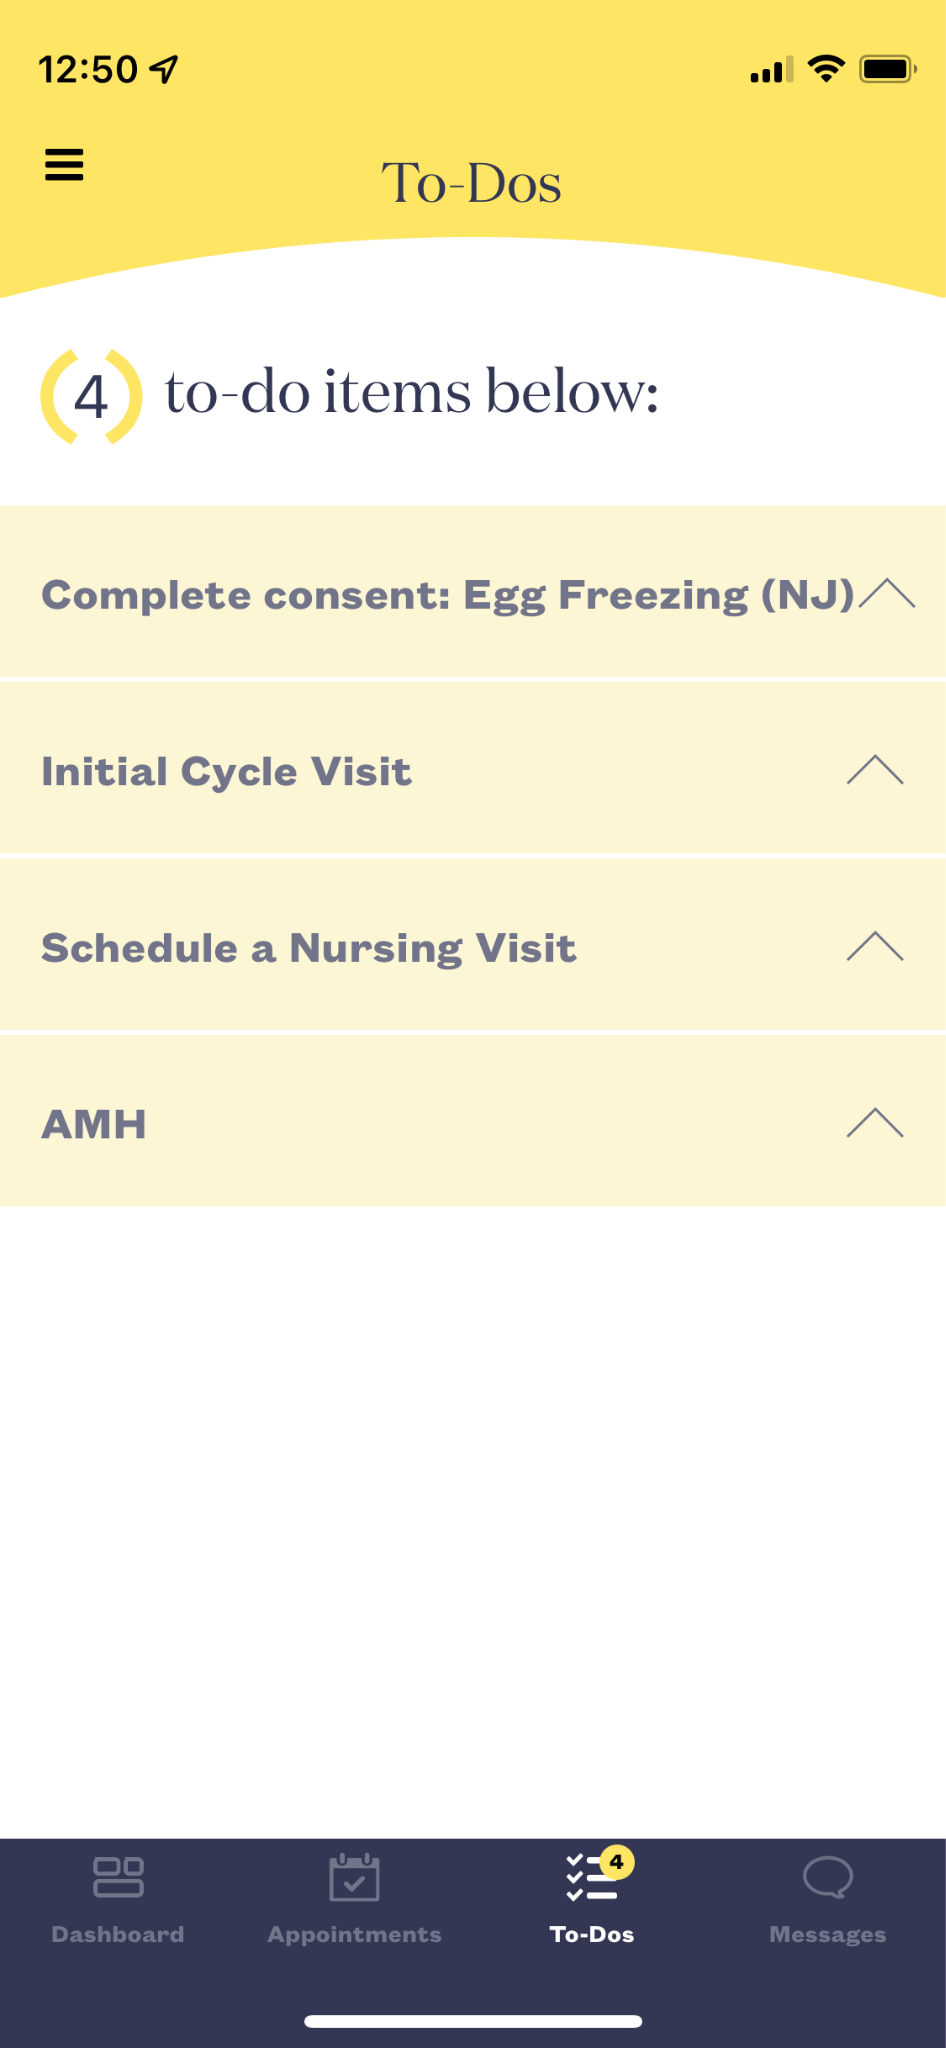 12:50
To-Dos
4 to-do items below:
Complete consent: Egg Freezing (NJ)
Initial Cycle Visit
Schedule a Nursing Visit
AMH
4
Dashboard Appointments To-Dos Messages